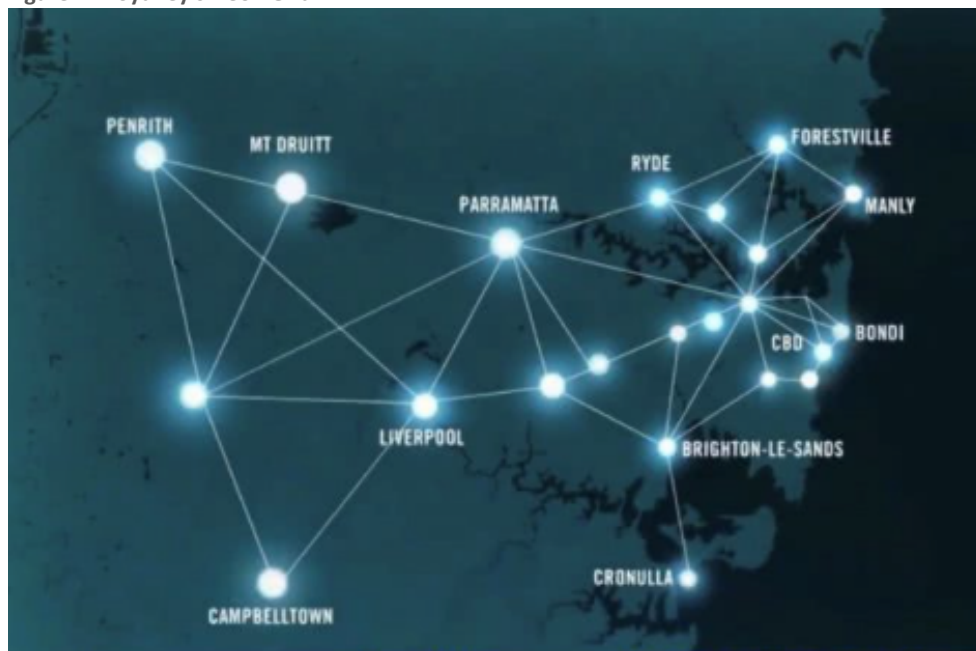 PENRITH
MT DRUITT
FORESTVILLE
RYDE
MANLY
PARRAMATTA
BONDI
CBD
LIVERPOOL
BRIGHTON-LE-SANDS
CRONULLA
CAMPBELLTOWN